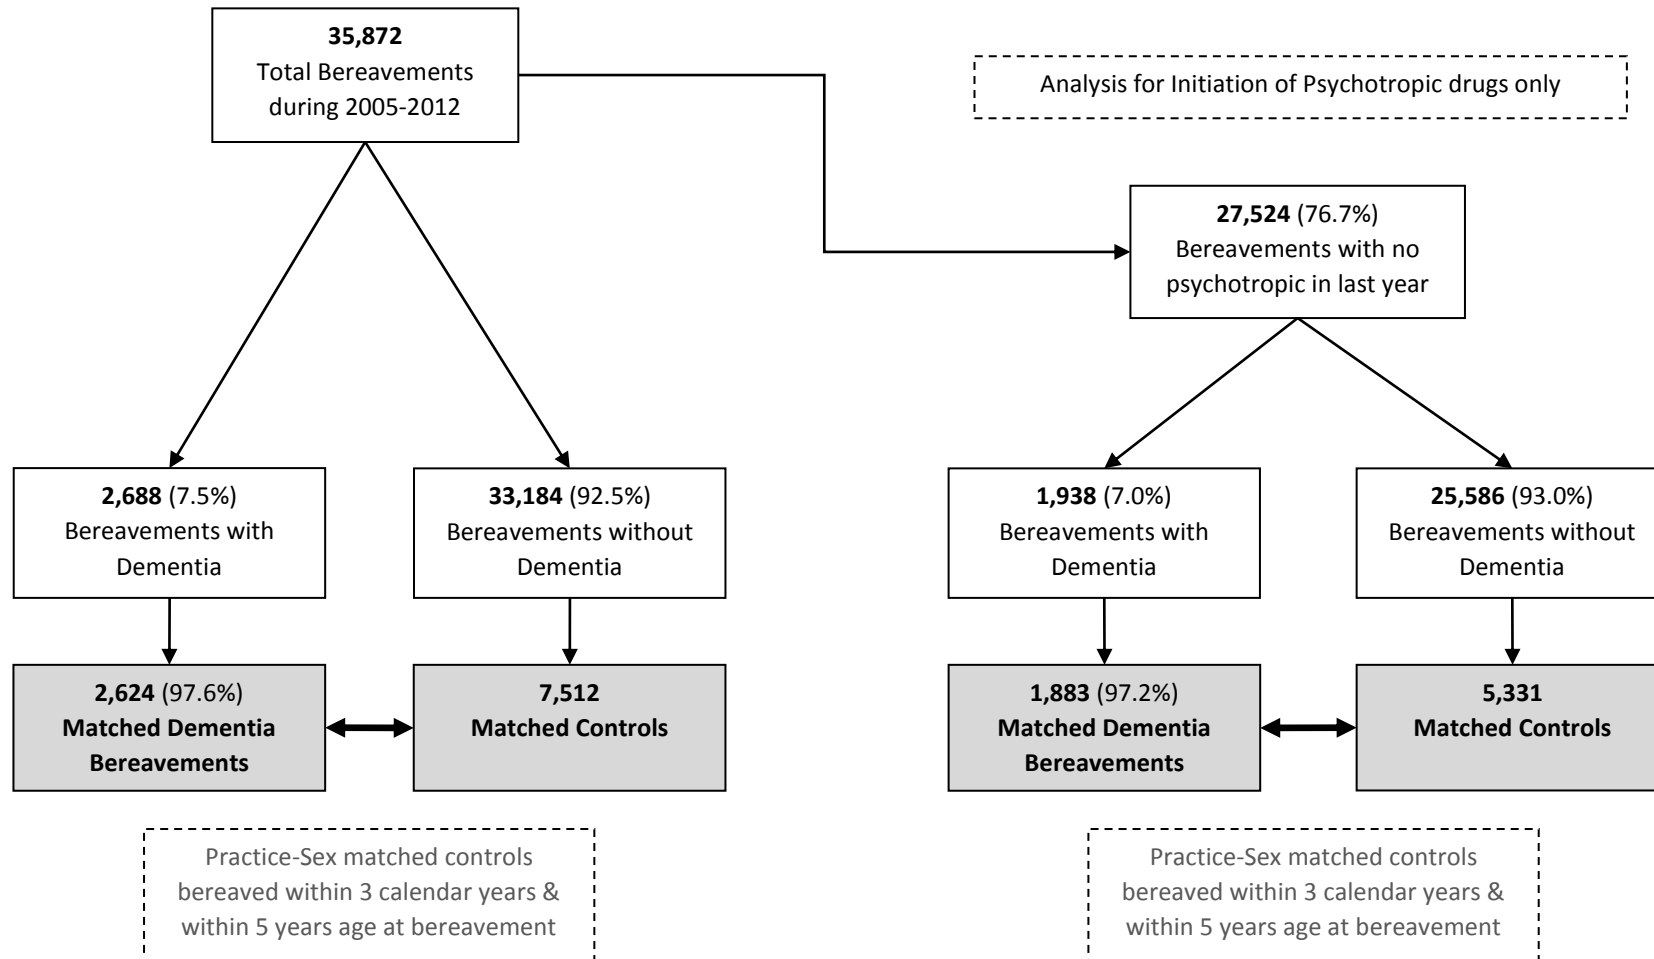 35,872
Total Bereavements
during 2005-2012
Analysis for Initiation of Psychotropic drugs only
27,524 (76.7%)
Bereavements with no
psychotropic in last year
2,688 (7.5%)
Bereavements with
Dementia
33,184 (92.5%)
Bereavements without
Dementia
1,938 (7.0%)
Bereavements with
Dementia
25,586 (93.0%)
Bereavements without
Dementia
2,624 (97.6%)
Matched Dementia
Bereavements
7,512
Matched Controls
1,883 (97.2%)
Matched Dementia
Bereavements
5,331
Matched Controls
Practice-Sex matched controls
bereaved within 3 calendar years &
within 5 years age at bereavement
Practice-Sex matched controls
bereaved within 3 calendar years &
within 5 years age at bereavement